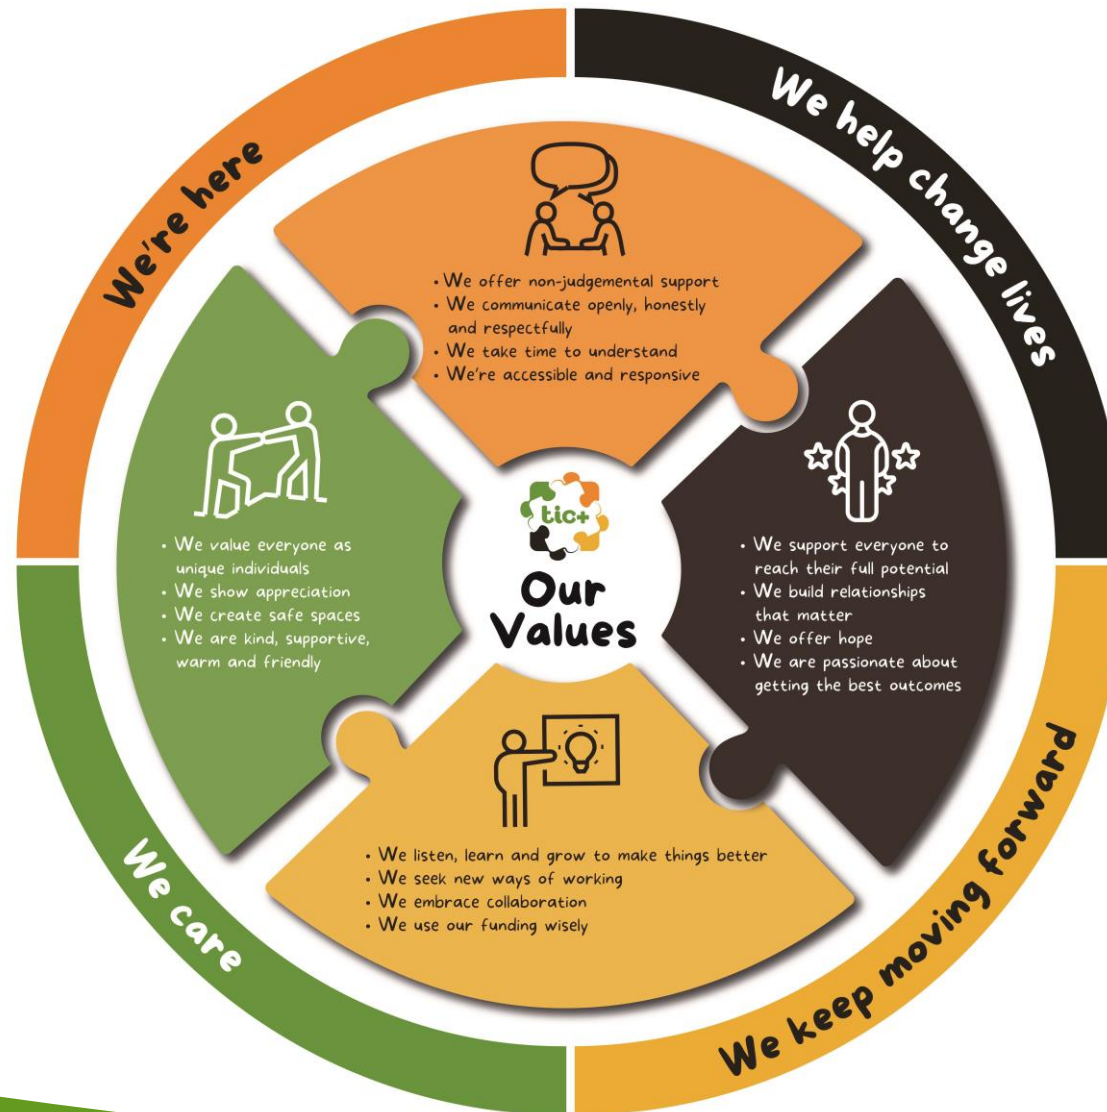 We're here
We help change lives
• We offer non-judgemental support
• We communicate openly, honestly
and respectfully
• We take time to understand
• We're accessible and responsive
• We value everyone as
unique individuals
• We show appreciation
• We create safe spaces
• We are kind, supportive,
warm and friendly
tic+
Our
Values
• We support everyone to
reach their full potential
• We build relationships
that matter
• We offer hope
• We are passionate about
getting the best outcomes
• We listen, learn and grow to make things better
• We seek new ways of working
• We embrace collaboration
• We use our funding wisely
We care
We keep moving forward